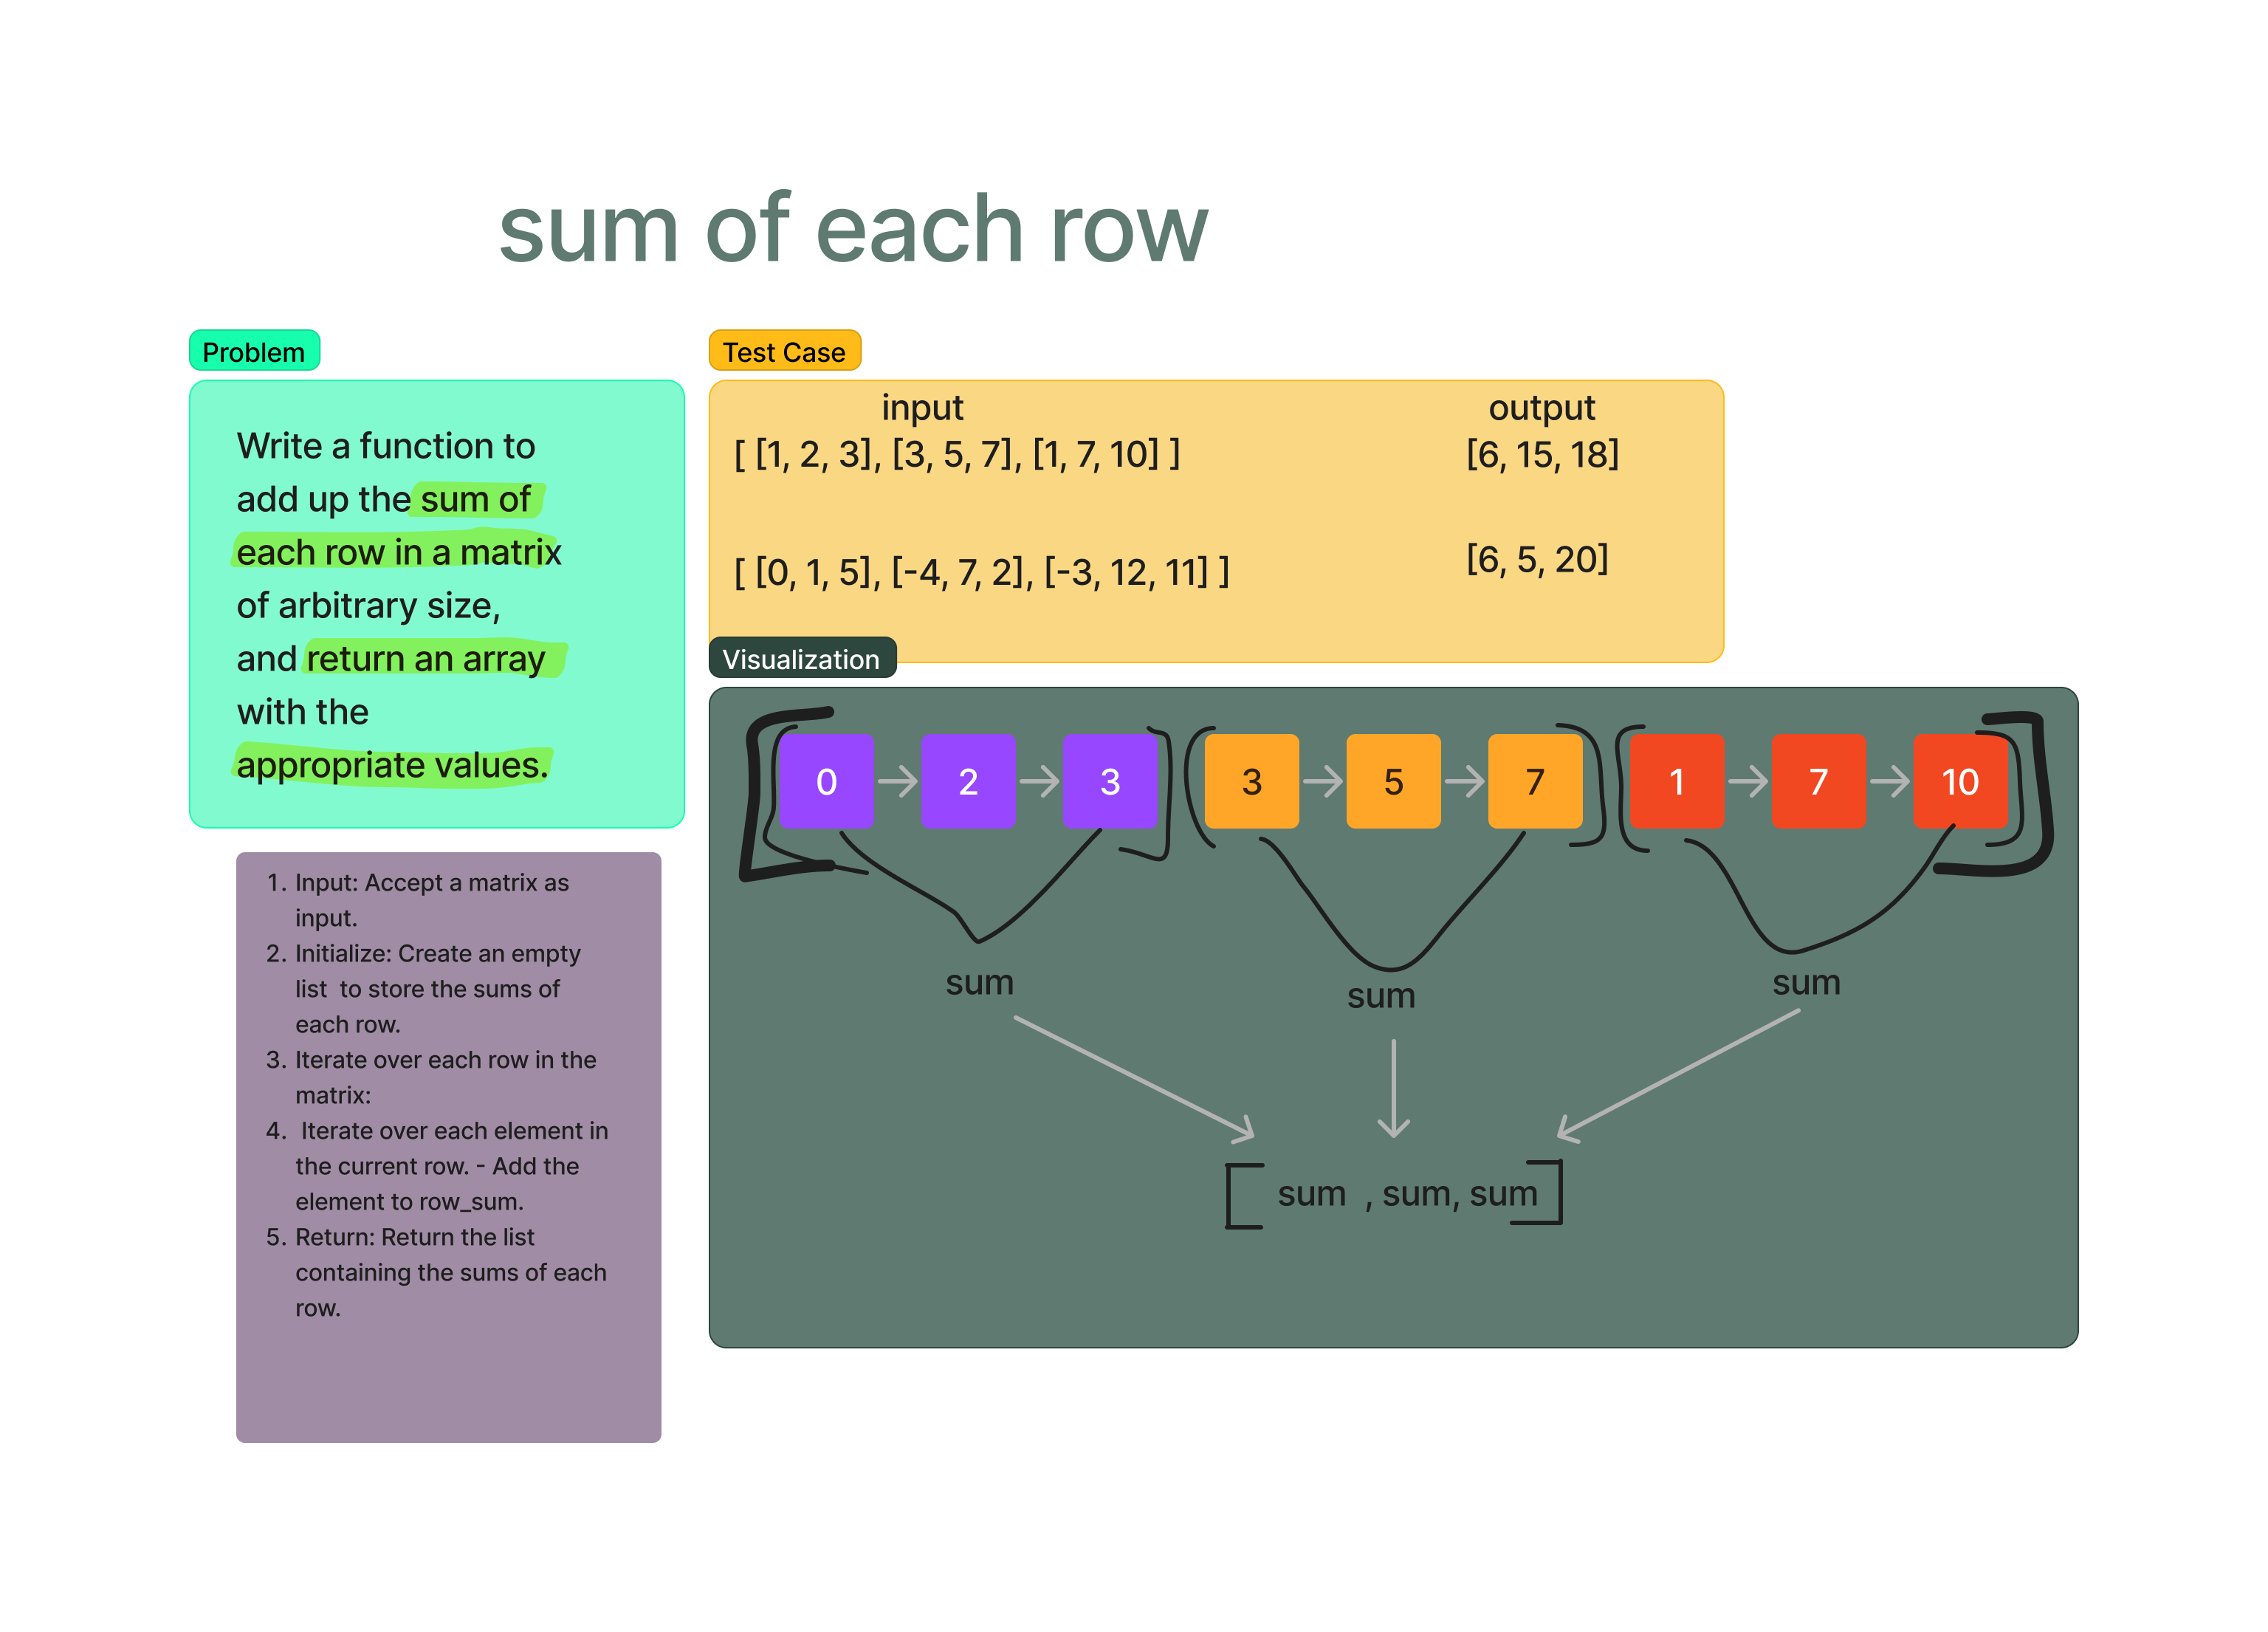 sum of each row
Problem
Write a function to
add up the sum of
each row in a matrix
of arbitrary size,
and return an array
with the
appropriate values.
1. Input: Accept a matrix as
input.
2. Initialize: Create an empty
list  to store the sums of
each row.
3. Iterate over each row in the
matrix:
4.  Iterate over each element in
the current row. - Add the
element to row_sum.
5. Return: Return the list
containing the sums of each
row.
Test Case
input
output
[ [1, 2, 3], [3, 5, 7], [1, 7, 10] ]
[6, 15, 18]
[ [0, 1, 5], [-4, 7, 2], [-3, 12, 11] ]
[6, 5, 20]
Visualization
0 2 3 3 5 7 1 7 10
sum sum sum
sum  , sum, sum